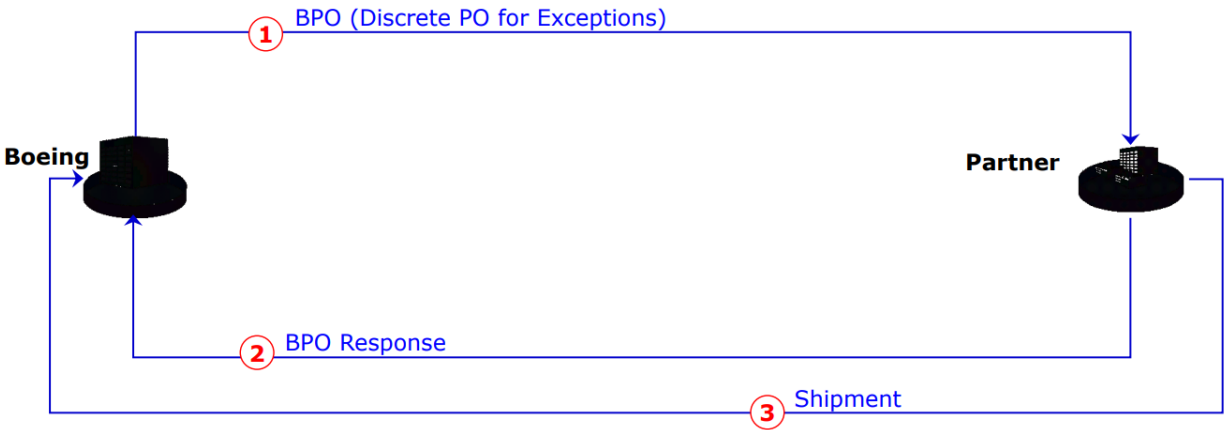 BPO (Discrete PO for Exceptions)
1
Boeing
Partner
BPO Response
2
Shipment
3